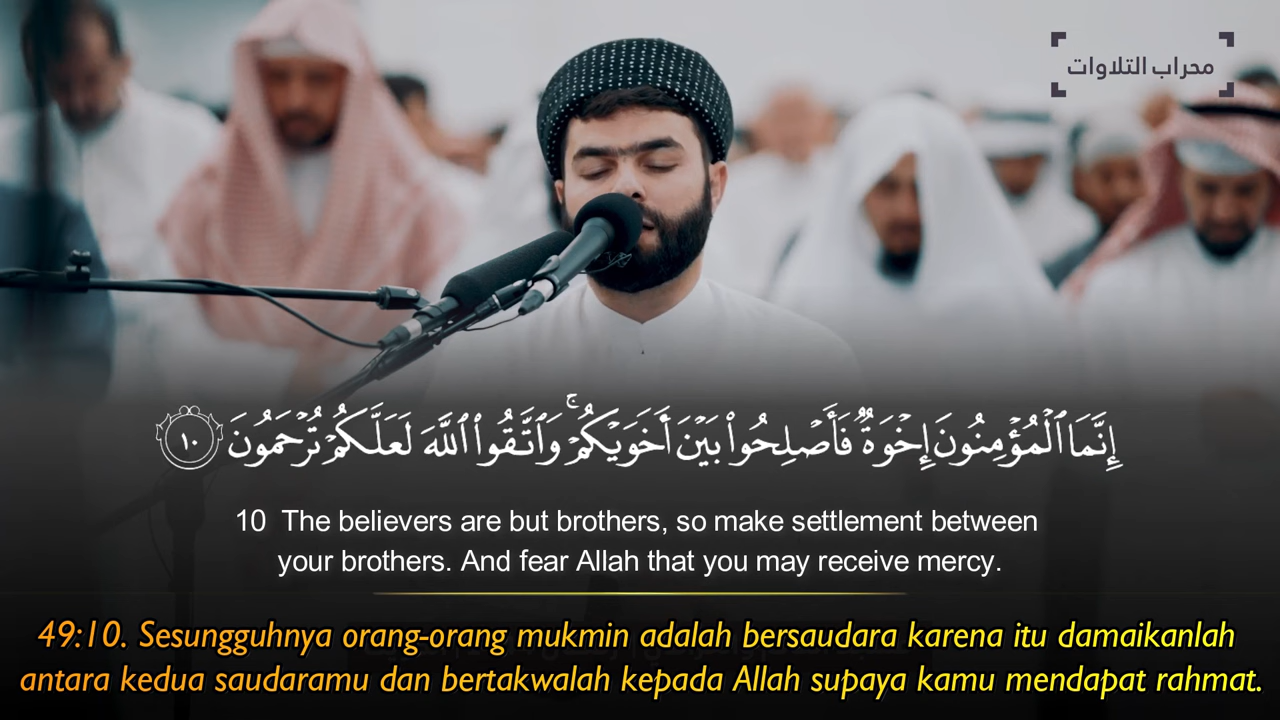 محراب التلاوات
إِنَّمَا ٱلْمُؤْمِنُونَ إِخْوَةٌ فَأَصْلِحُوا۟ بَيْنَ أَخَوَيْكُمْ ۚ وَٱتَّقُوا۟ ٱللَّهَ لَعَلَّكُمْ تُرْحَمُونَ ١٠
10 The believers are but brothers, so make settlement between
your brothers. And fear Allah that you may receive mercy.
49:10. Sesungguhnya orang-orang mukmin adalah bersaudara karena itu damaikanlah
antara kedua saudaramu dan bertakwalah kepada Allah supaya kamu mendapat rahmat.